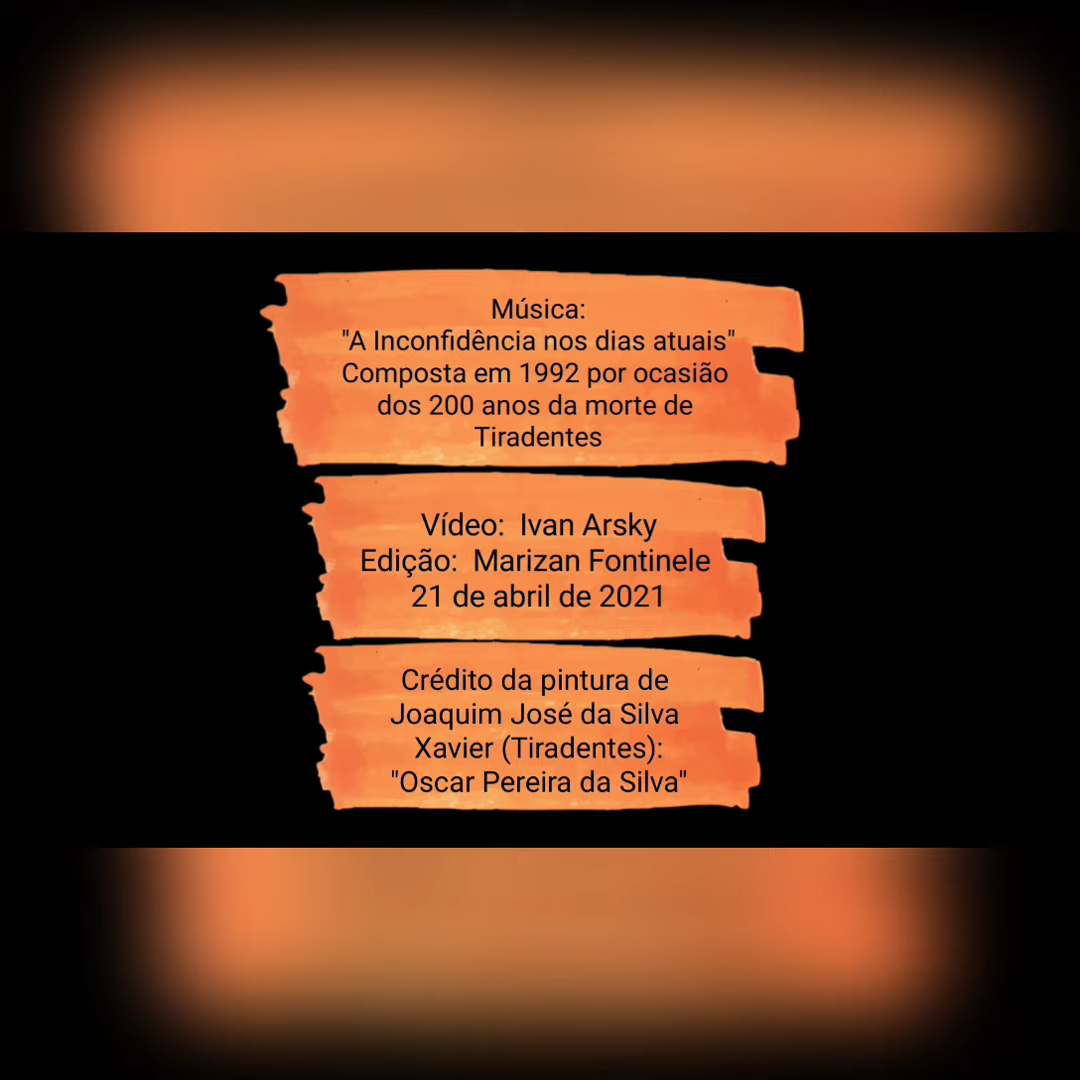 Música:
"A Inconfidência nos dias atuais"
Composta em 1992 por ocasião
dos 200 anos da morte de
Tiradentes
Vídeo:  Ivan Arsky
Edição:  Marizan Fontinele
21 de abril de 2021
Crédito da pintura de
Joaquim José da Silva
Xavier (Tiradentes):
"Oscar Pereira da Silva"